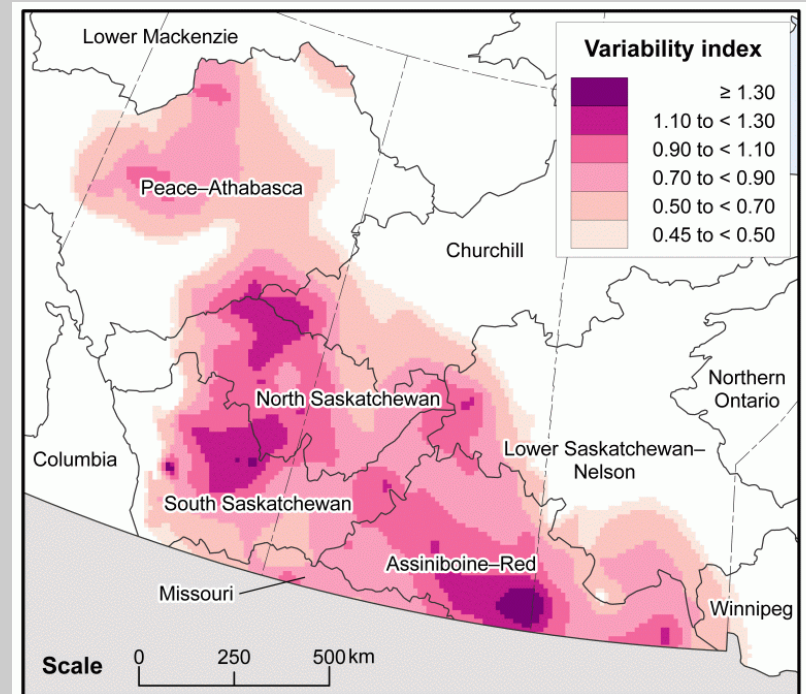 Lower Mackenzie
Variability index
≥ 1.30
1.10 to < 1.30
0.90 to < 1.10
0.70 to < 0.90
0.50 to < 0.70
0.45 to < 0.50
Peace–Athabasca
Churchill
North Saskatchewan
Northern
Ontario
Columbia
Lower Saskatchewan–
Nelson
South Saskatchewan
Assiniboine–Red
Missouri
Winnipeg
Scale
0 250 500 km